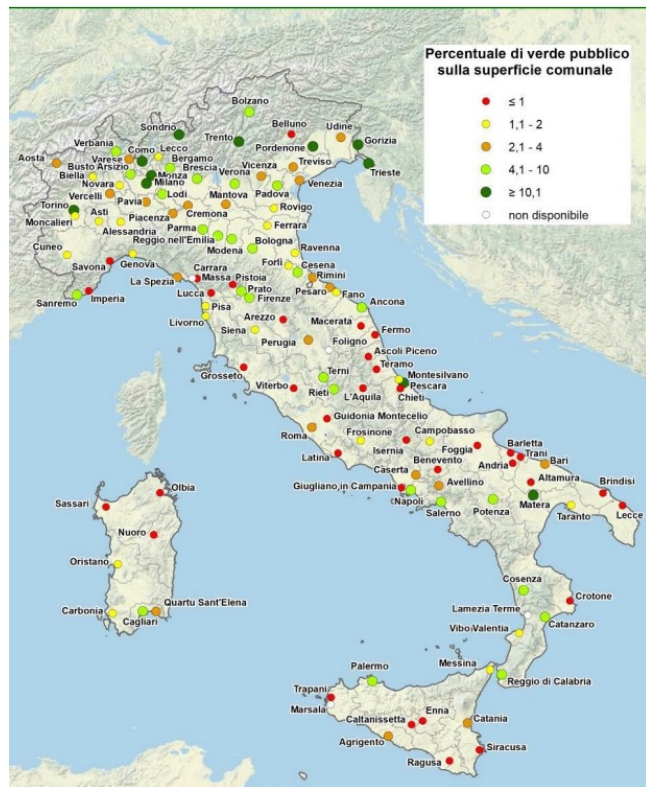 Percentuale di verde pubblico
sulla superficie comunale
≤ 1
1,1 - 2
2,1 - 4
4,1 - 10
≥ 10,1
non disponibile
Bolzano
Sondrio
Belluno
Udine
Verbania
Lecco
Trento
Pordenone
Gorizia
Como
Varese
Aosta
Busto Arsizio
Bergamo
Vicenza
Treviso
Brescia
Verona
Trieste
Biella
Monza
Novara
Milano
Padova
Venezia
Vercelli
Lodi
Mantova
Torino
Pavia
Cremona
Rovigo
Moncalieri
Asti
Piacenza
Alessandria
Parma
Ferrara
Reggio nell'Emilia
Bologna
Modena
Ravenna
Cuneo
Savona
Genova
Forlì
Cesena
La Spezia
Carrara
Massa
Pistoia
Rimini
Prato
Pesaro
Fano
Sanremo
Imperia
Lucca
Firenze
Pisa
Ancona
Livorno
Arezzo
Macerata
Siena
Fermo
Perugia
Foligno
Ascoli Piceno
Teramo
Grosseto
Terni
Montesilvano
Pescara
Viterbo
Rieti
L'Aquila
Chieti
Guidonia Montecelio
Roma
Frosinone
Campobasso
Isernia
Foggia
Barletta
Trani
Latina
Benevento
Bari
Caserta
Andria
Avellino
Altamura
Brindisi
Giugliano in Campania
Napoli
Salerno
Potenza
Matera
Taranto
Lecce
Olbia
Sassari
Nuoro
Oristano
Cosenza
Crotone
Quartu Sant'Elena
Carbonia
Cagliari
Lamezia Terme
Catanzaro
Vibo Valentia
Palermo
Messina
Reggio di Calabria
Trapani
Marsala
Enna
Caltanissetta
Catania
Agrigento
Siracusa
Ragusa